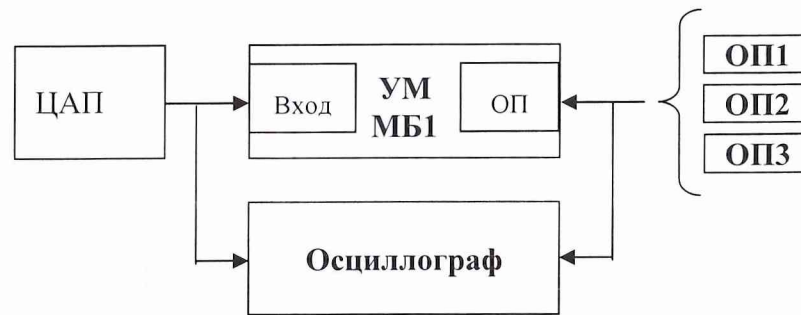 ЦАП
Вход
УМ
МБ1
ОП
ОП1
ОП2
ОП3
Осциллограф